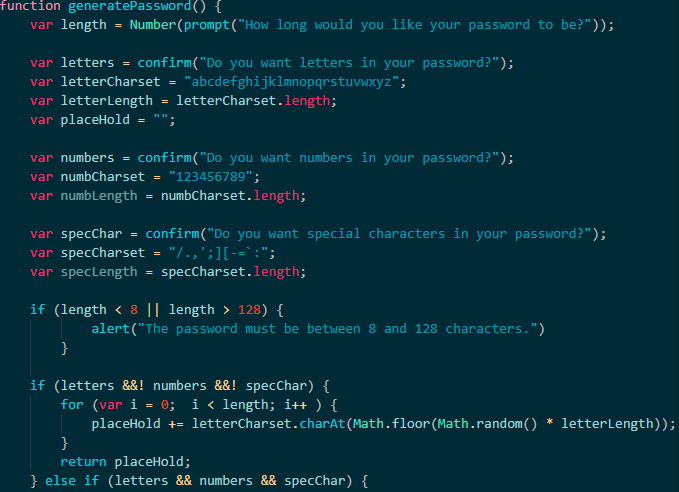 function generatePassword() {
var length = Number(prompt("How long would you like your password to be?"));
var letters = confirm("Do you want letters in your password?");
var letterCharset = "abcdefghijklmnopqrstuvwxyz";
var letterLength = letterCharset.length;
var placeHold = "";
var numbers = confirm("Do you want numbers in your password?");
var numbCharset = "123456789";
var numbLength = numbCharset.length;
var specChar = confirm("Do you want special characters in your password?");
var specCharset = "/.,';][-=`:";
var specLength = specCharset.length;
if (length < 8 || length > 128) {
alert("The password must be between 8 and 128 characters.")
}
if (letters &&! numbers &&! specChar) {
for (var i = 0;  i < length; i++ ) {
placeHold += letterCharset.charAt(Math.floor(Math.random() * letterLength));
}
return placeHold;
} else if (letters && numbers && specChar) {